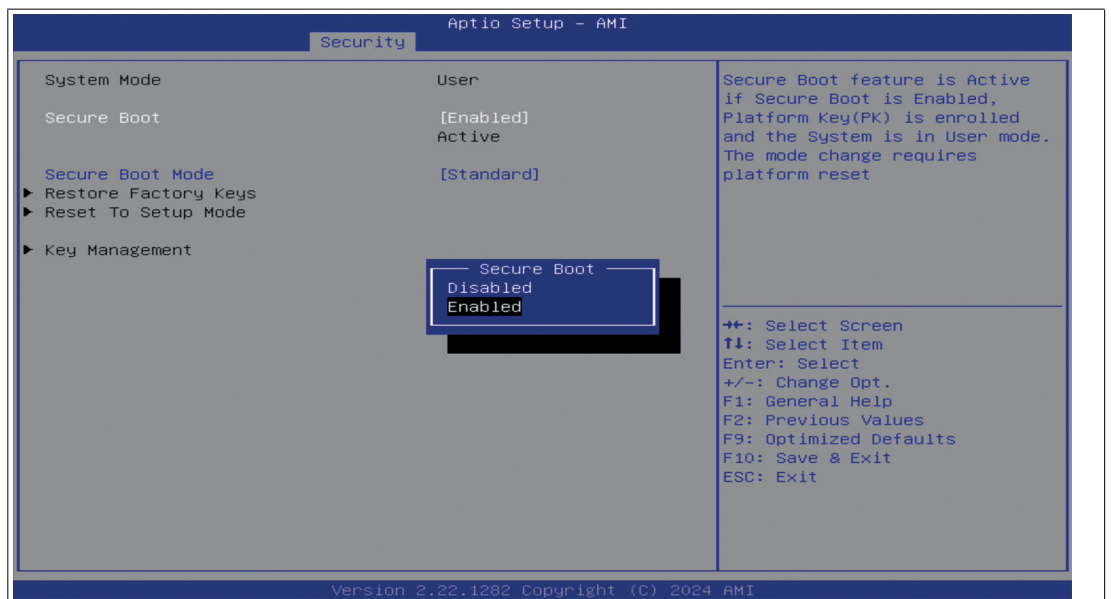 Aptio Setup – AMI
Security
System Mode User
Secure Boot [Enabled]
Active
Secure Boot Mode [Standard]
► Restore Factory Keys
► Reset To Setup Mode
► Key Management
Secure Boot
Disabled
Enabled
Secure Boot feature is Active
if Secure Boot is Enabled,
Platform Key(PK) is enrolled
and the System is in User mode.
The mode change requires
platform reset
→←: Select Screen
↑↓: Select Item
Enter: Select
+/-: Change Opt.
F1: General Help
F2: Previous Values
F9: Optimized Defaults
F10: Save & Exit
ESC: Exit
Version 2.22.1282 Copyright (C) 2024 AMI